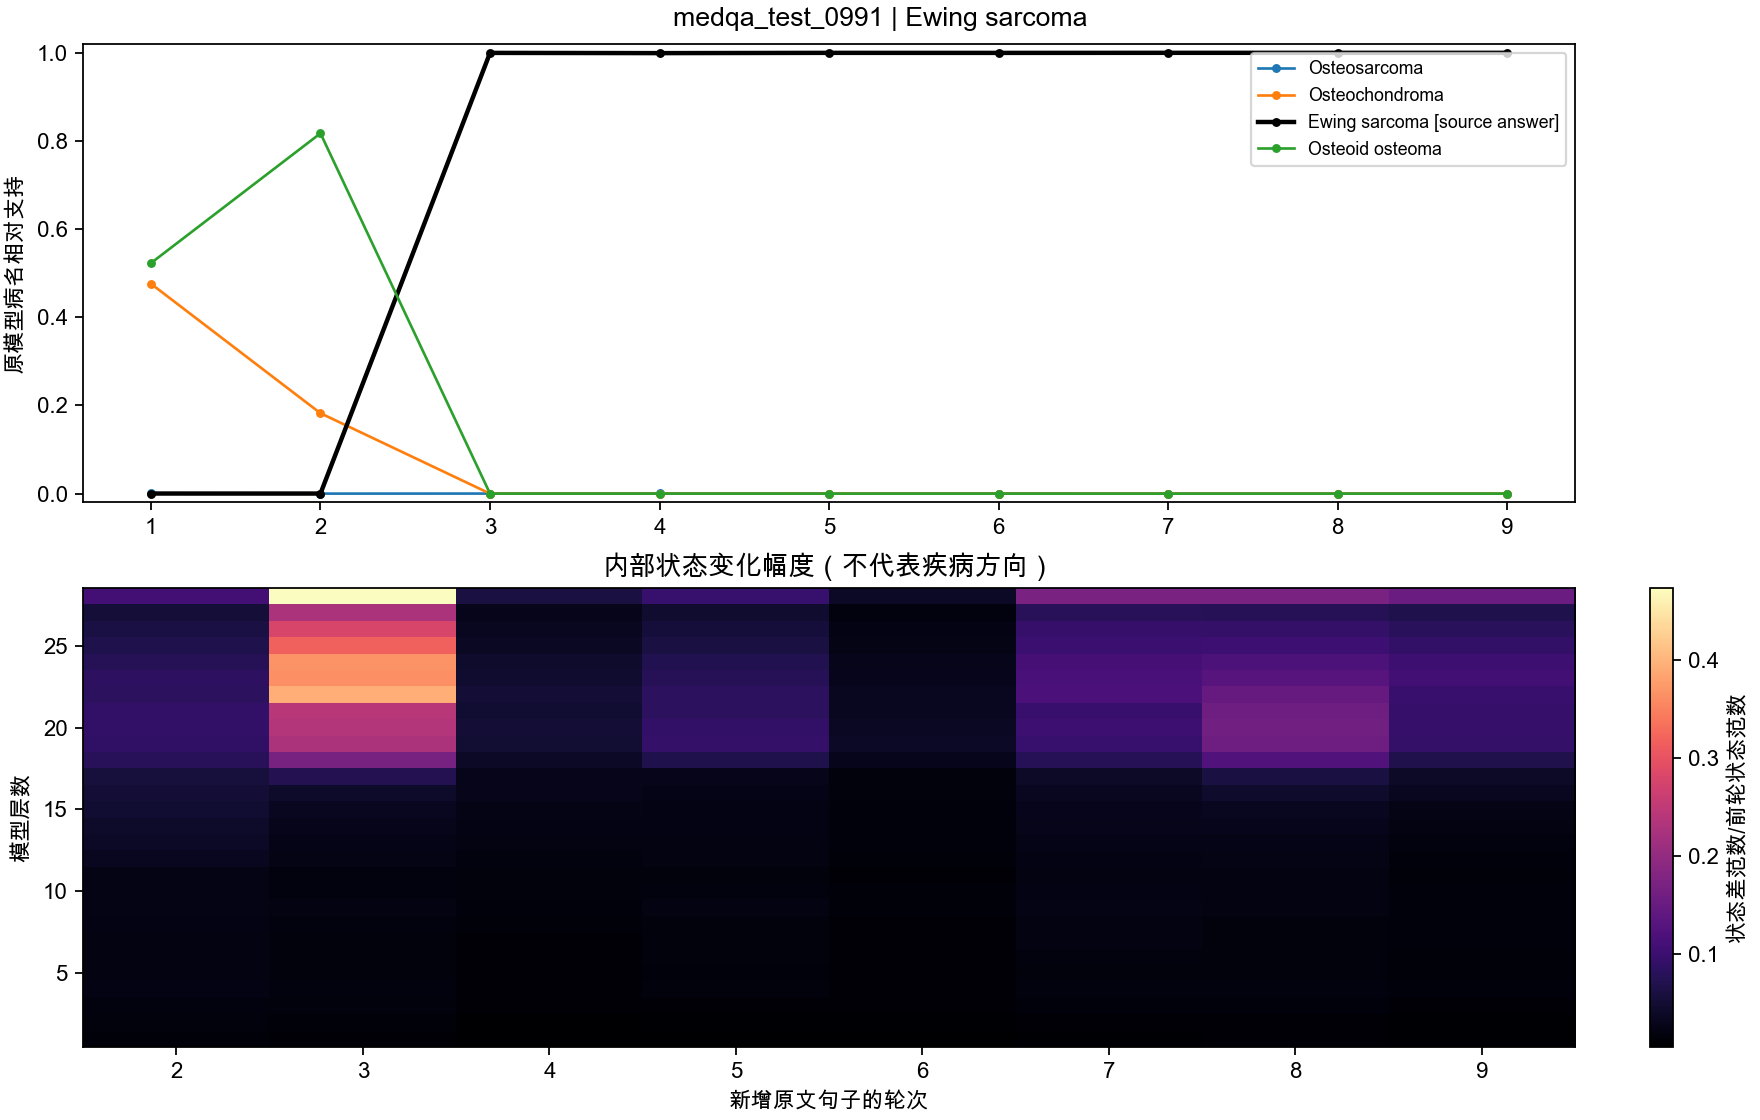 medqa_test_0991 | Ewing sarcoma
原模型病名相对支持
1.0
0.8
0.6
0.4
0.2
0.0
Osteosarcoma
Osteochondroma
Ewing sarcoma [source answer]
Osteoid osteoma
1 2 3 4 5 6 7 8 9
内部状态变化幅度（不代表疾病方向）
模型层数
25
20
15
10
5
2 3 4 5 6 7 8 9
新增原文句子的轮次
0.4
0.3
0.2
0.1
状态差范数/前轮状态范数